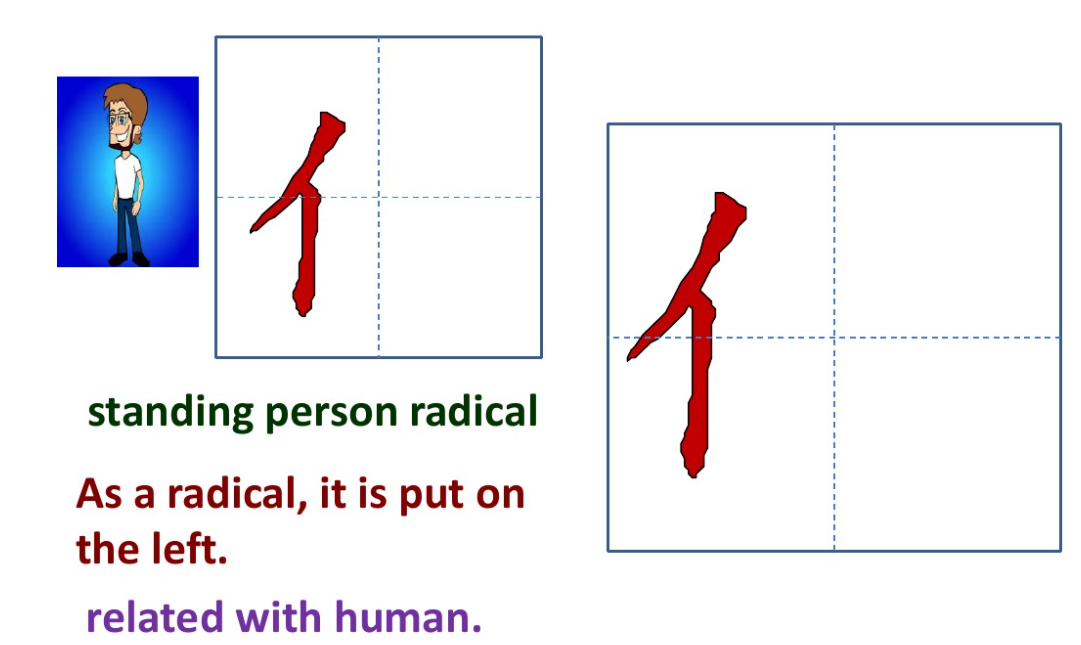 亻
亻
standing person radical
As a radical, it is put on
the left.
related with human.